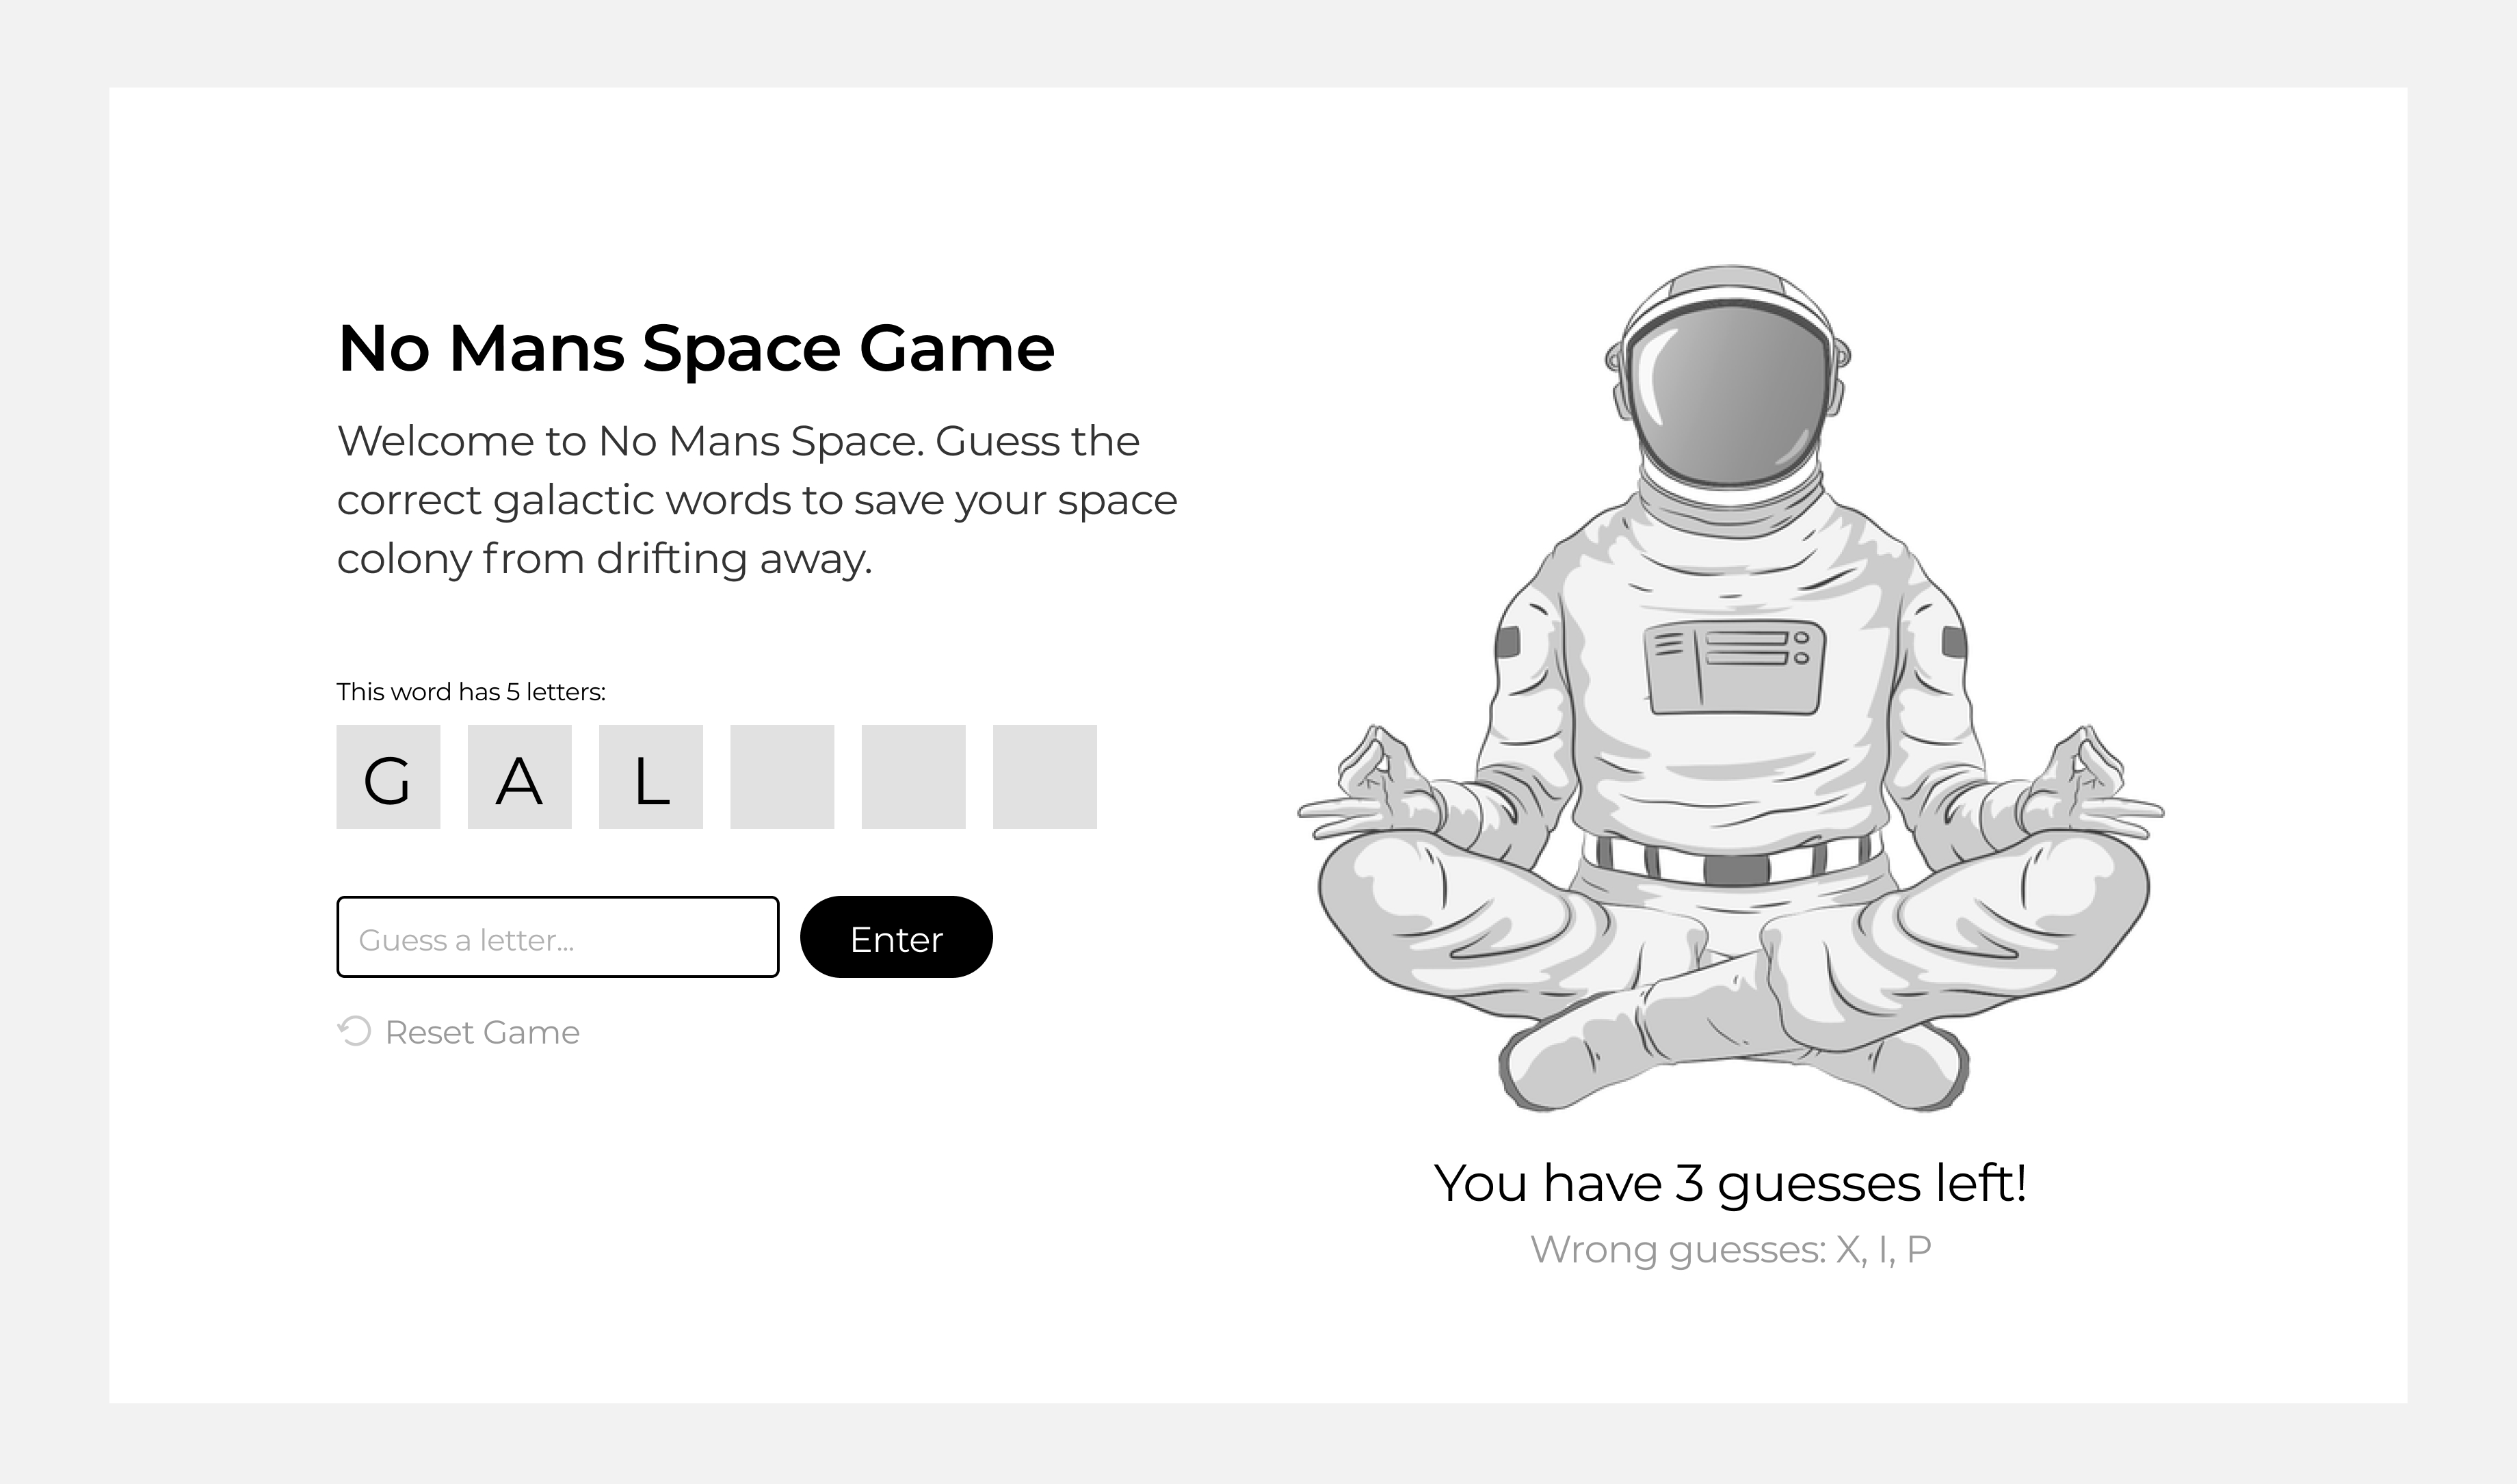 No Mans Space Game
Welcome to No Mans Space. Guess the
correct galactic words to save your space
colony from drifting away.
This word has 5 letters:
G A L
Guess a letter...
Enter
Reset Game
You have 3 guesses left!
Wrong guesses: X, I, P